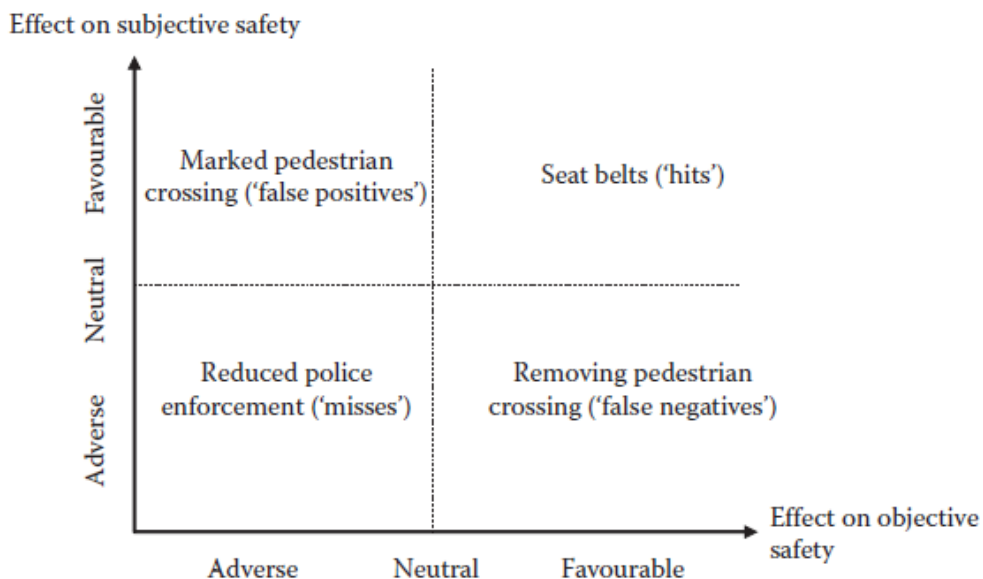 Effect on subjective safety
Favourable
Marked pedestrian
crossing (‘false positives’)
Seat belts (‘hits’)
Neutral
Adverse
Reduced police
enforcement (‘misses’)
Removing pedestrian
crossing (‘false negatives’)
Effect on objective
safety
Adverse
Neutral
Favourable